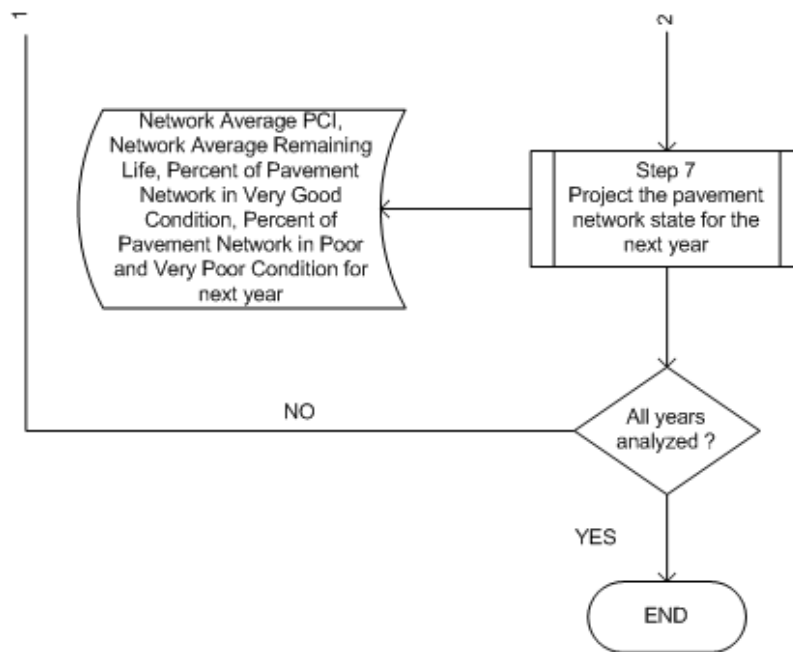 1
2
Network Average PCI,
Network Average Remaining
Life, Percent of Pavement
Network in Very Good
Condition, Percent of
Pavement Network in Poor
and Very Poor Condition for
next year
Step 7
Project the pavement
network state for the
next year
NO
All years
analyzed ?
YES
END